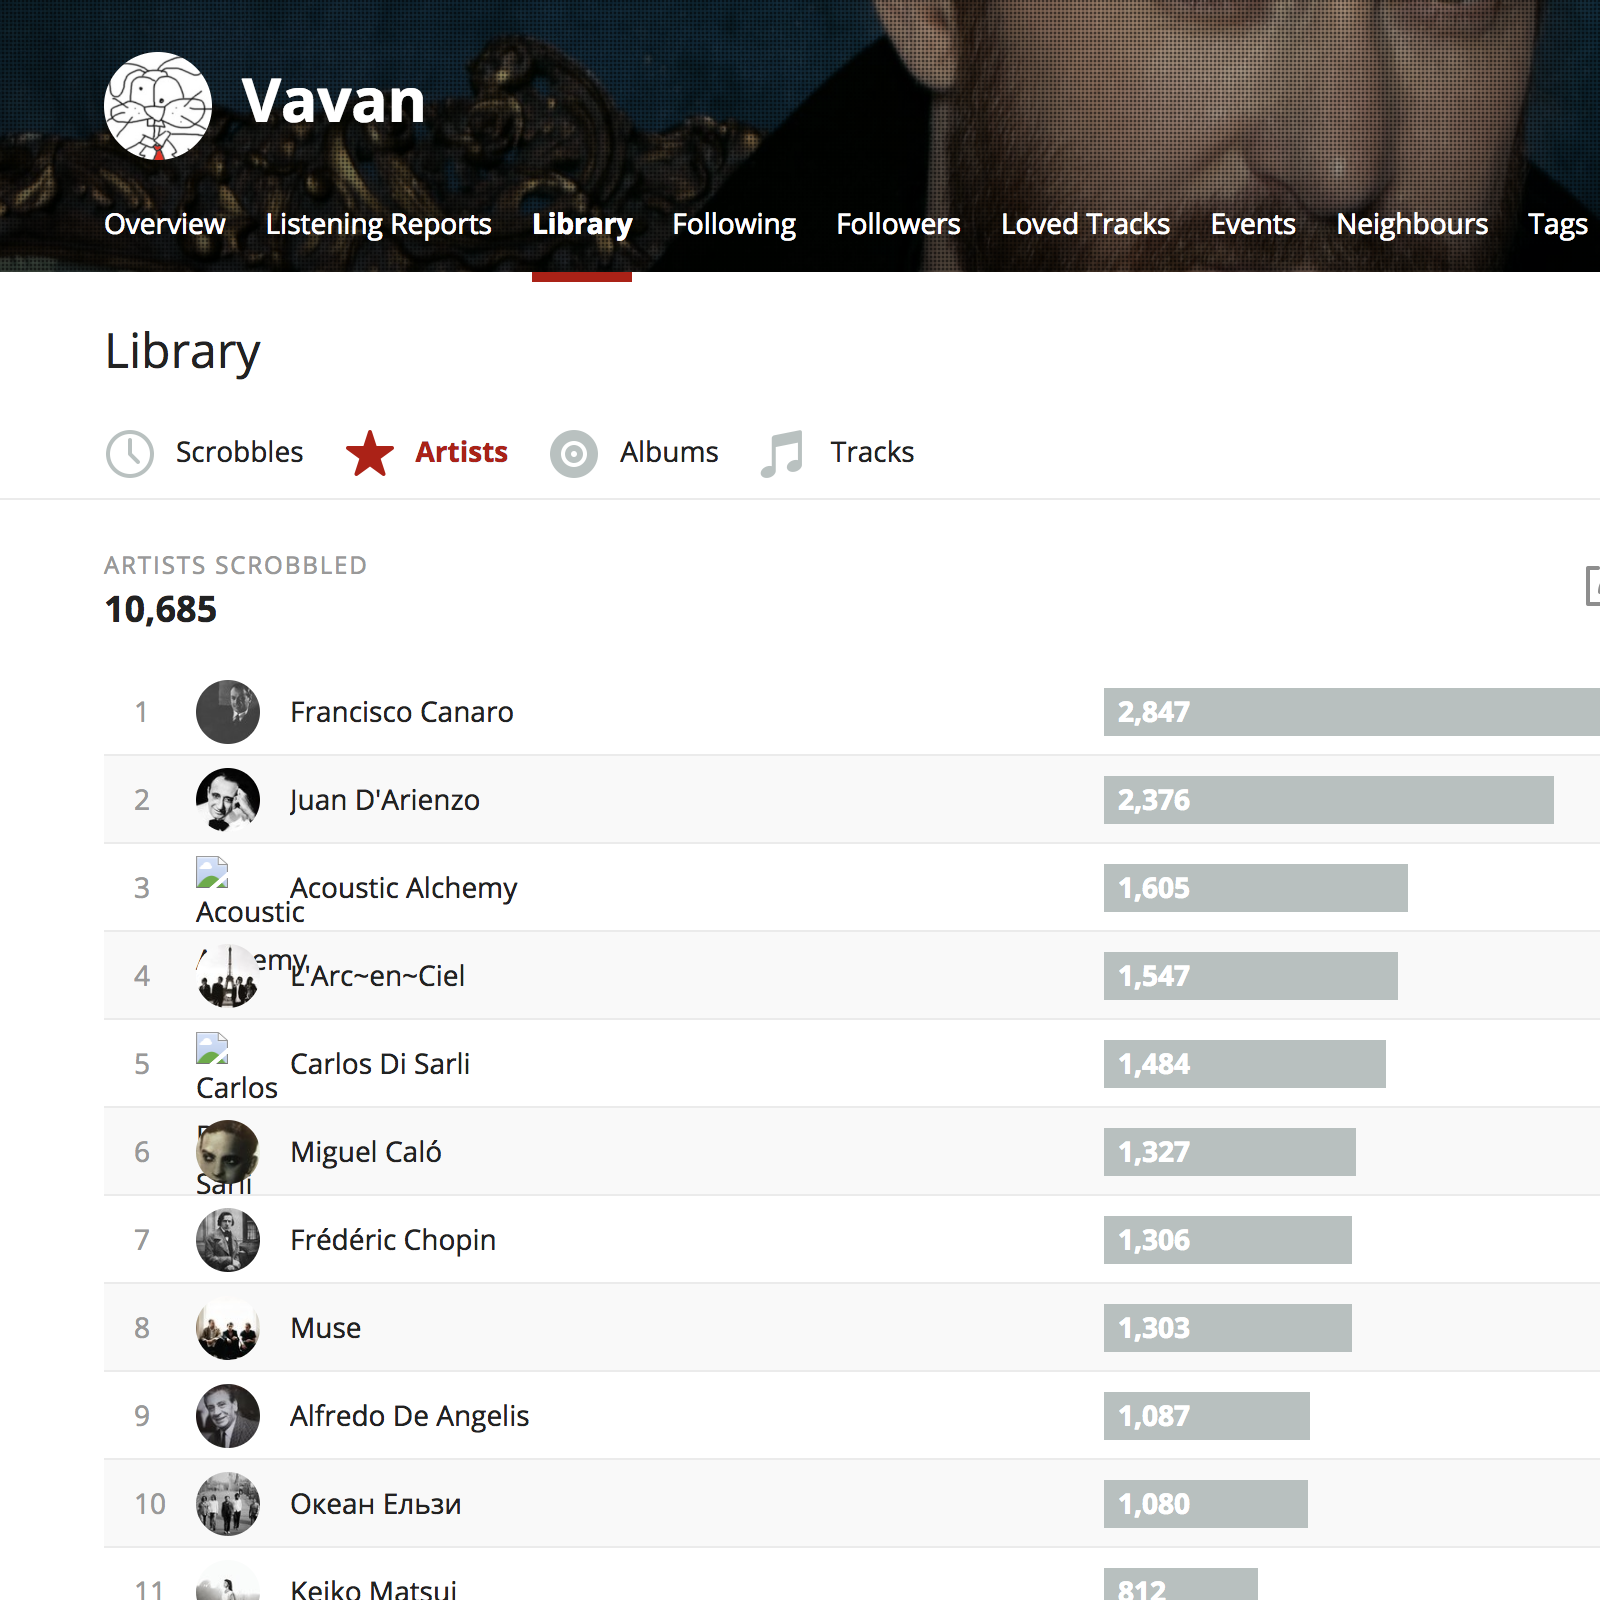 Vavan
Overview Listening Reports Library Following Followers Loved Tracks Events Neighbours Tags
Library
Scrobbles Artists Albums Tracks
ARTISTS SCROBBLED
10,685
1 Francisco Canaro 2,847
2 Juan D'Arienzo 2,376
3 Acoustic Alchemy 1,605
Acoustic
4 L'Arc~en~Ciel 1,547
5 Carlos Di Sarli 1,484
Carlos
6 Miguel Caló 1,327
Sarli
7 Frédéric Chopin 1,306
8 Muse 1,303
9 Alfredo De Angelis 1,087
10 Океан Ельзи 1,080
11 Keiko Matsui 812